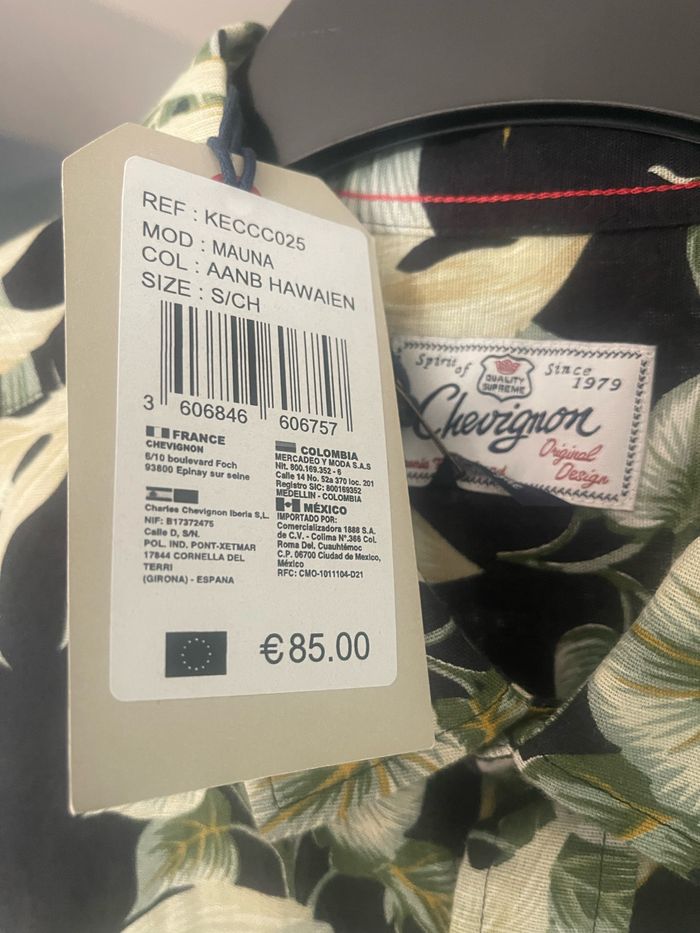 REF : KECCC025
MOD : MAUNA
COL : AANB HAWAIEN
SIZE : S/CH
3 606846 606757
FRANCE
CHEVIGNON
6/10 boulevard Foch
93800 Epinay sur seine
Charles Chevignon Iberia S,L.
NIF: B17372475
Calle D, S/N.
POL. IND. PONT-XETMAR
17844 CORNELLA DEL
TERRI
(GIRONA) - ESPANA
COLOMBIA
MERCADEO Y MODA S.A.S
Nit. 800.169.352 - 6
Calle 14 No. 52a 370 loc. 201
Registro SIC: 800169352
MEDELLIN - COLOMBIA
MÉXICO
IMPORTADO POR:
Comercializadora 1888 S.A.
de C.V. - Colima N°.366 Col.
Roma Del. Cuauhtémoc
C.P. 06700 Ciudad de Mexico,
México
RFC: CMO-1011104-D21
€85.00
Spirit of
QUALITY
SUPREME
Since
1979
Chevignon
Original
Design